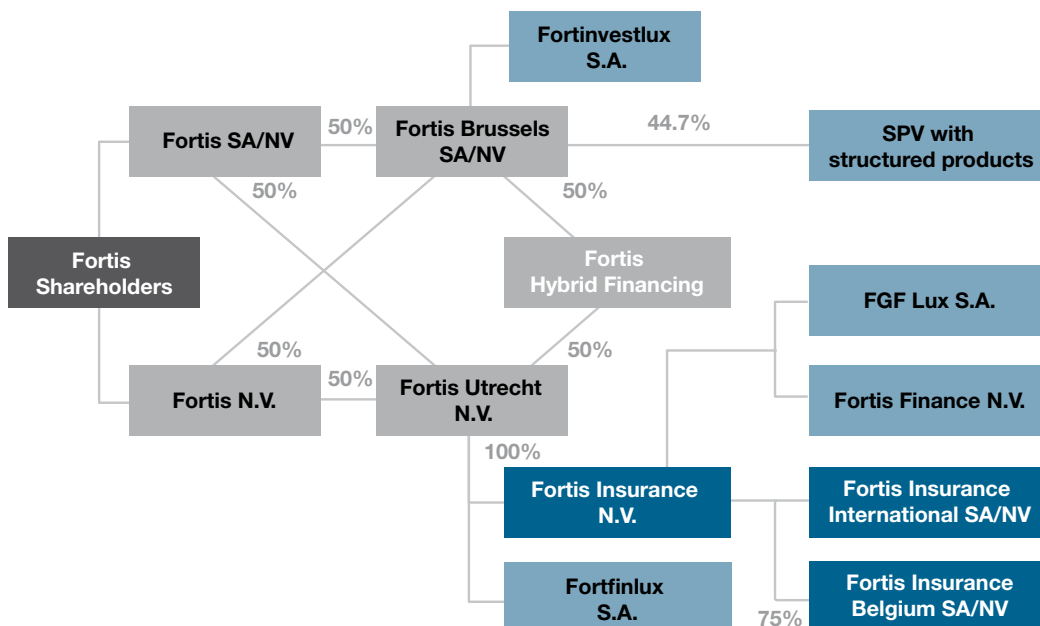 Fortinvestlux
S.A.
Fortis SA/NV
50%
Fortis Brussels
SA/NV
44.7%
SPV with
structured products
50%
50%
Fortis
Shareholders
Fortis
Hybrid Financing
FGF Lux S.A.
50%
50%
50%
Fortis N.V.
Fortis Utrecht
N.V.
Fortis Finance N.V.
100%
Fortis Insurance
N.V.
Fortis Insurance
International SA/NV
Fortfinlux
S.A.
75%
Fortis Insurance
Belgium SA/NV